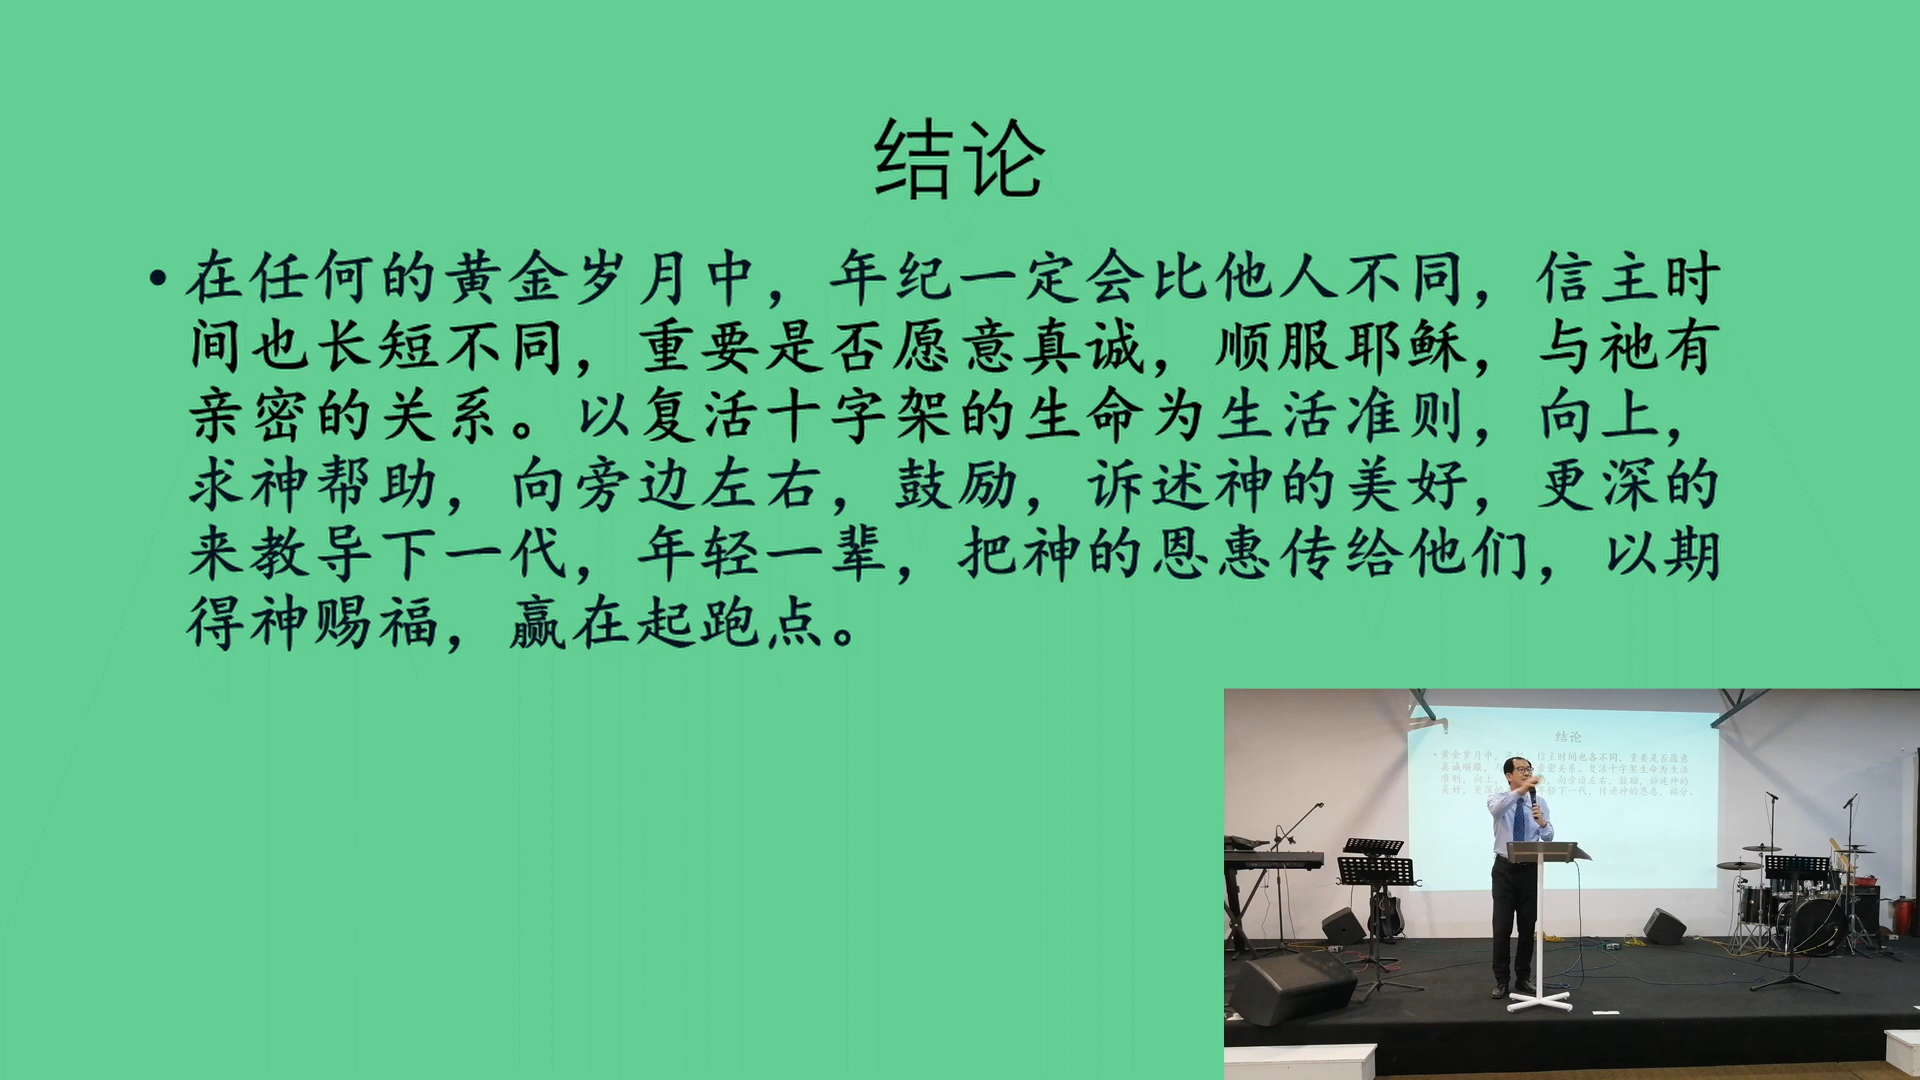 结论
• 在任何的黄金岁月中，年纪一定会比他人不同，信主时
间也长短不同，重要是否愿意真诚，顺服耶稣，与祂有
亲密的关系。以复活十字架的生命为生活准则，向上，
求神帮助，向旁边左右，鼓励，诉述神的美好，更深的
来教导下一代，年轻一辈，把神的恩惠传给他们，以期
得神赐福，赢在起跑点。
结论